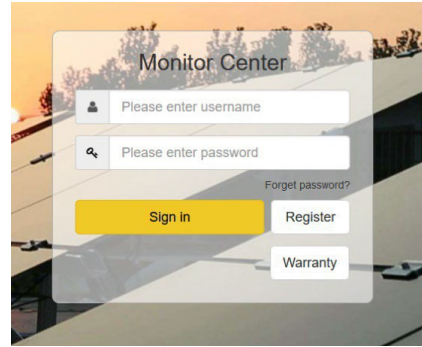 Monitor Center
Please enter username
Please enter password
Forget password?
Sign in
Register
Warranty